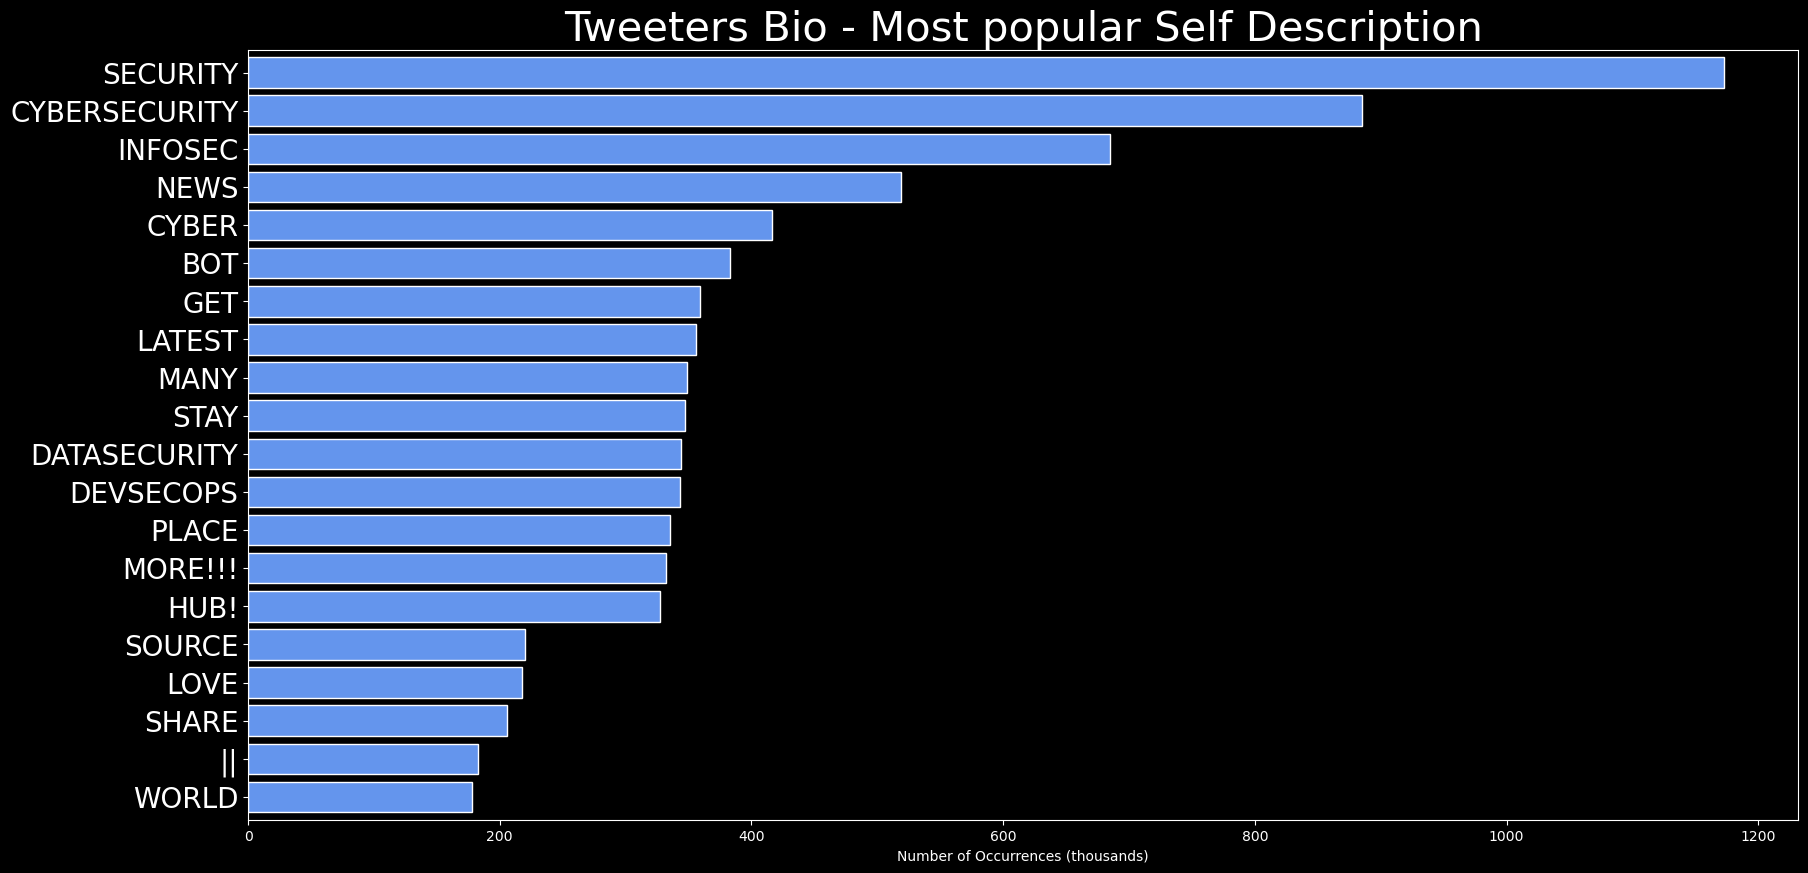 Tweeters Bio - Most popular Self Description
SECURITY
CYBERSECURITY
INFOSEC
NEWS
CYBER
BOT
GET
LATEST
MANY
STAY
DATASECURITY
DEVSECOPS
PLACE
MORE!!!
HUB!
SOURCE
LOVE
SHARE
||
WORLD
0 200 400 600 800 1000 1200
Number of Occurrences (thousands)